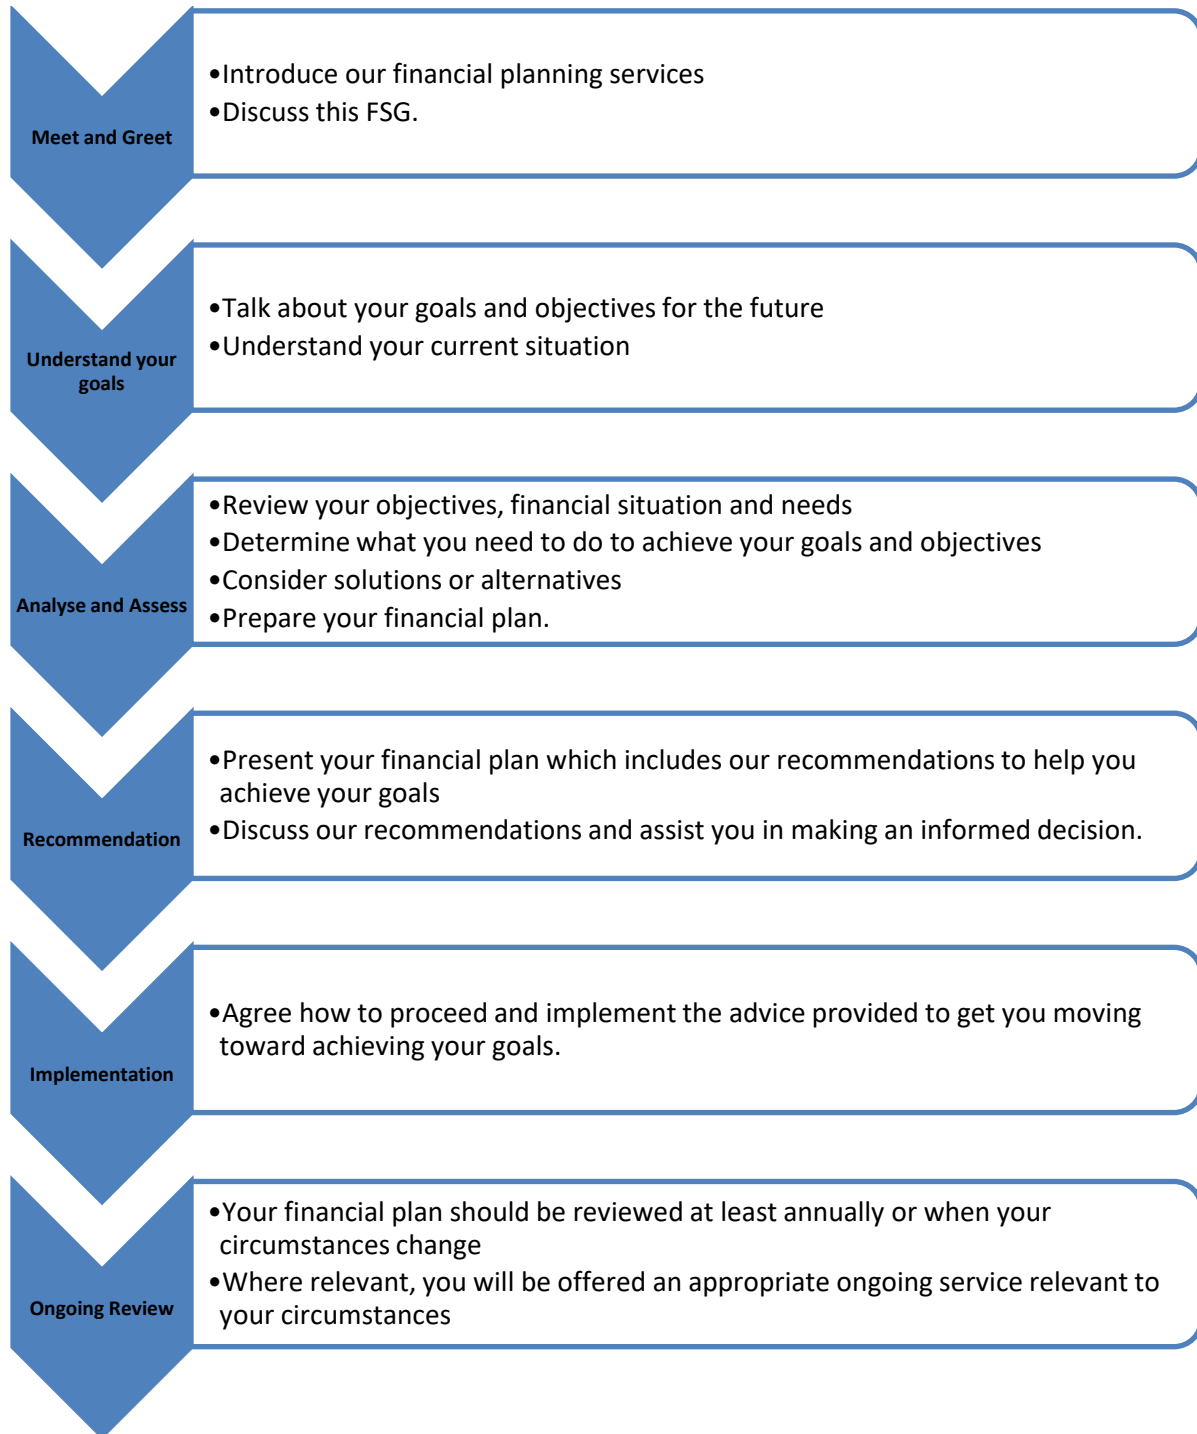 Meet and Greet
•Introduce our financial planning services
•Discuss this FSG.
Understand your
goals
•Talk about your goals and objectives for the future
•Understand your current situation
Analyse and Assess
•Review your objectives, financial situation and needs
•Determine what you need to do to achieve your goals and objectives
•Consider solutions or alternatives
•Prepare your financial plan.
Recommendation
•Present your financial plan which includes our recommendations to help you
achieve your goals
•Discuss our recommendations and assist you in making an informed decision.
Implementation
•Agree how to proceed and implement the advice provided to get you moving
toward achieving your goals.
Ongoing Review
•Your financial plan should be reviewed at least annually or when your
circumstances change
•Where relevant, you will be offered an appropriate ongoing service relevant to
your circumstances